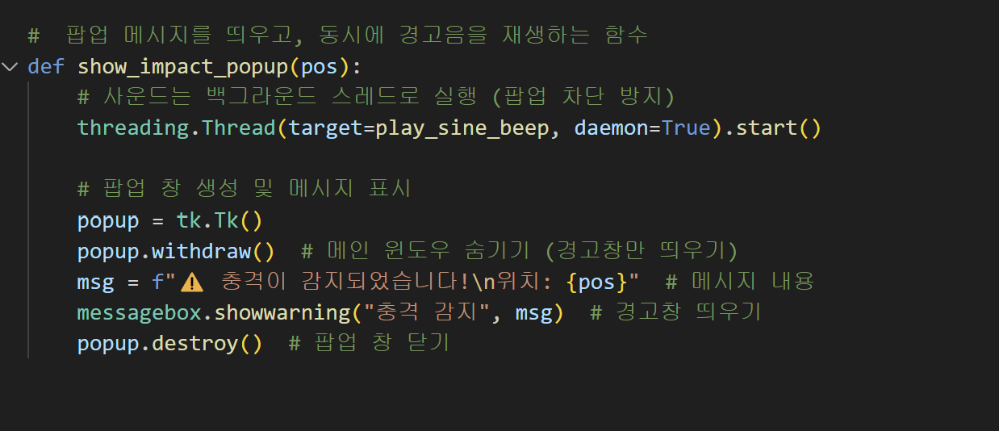 #  팝업 메시지를 띄우고, 동시에 경고음을 재생하는 함수
def show_impact_popup(pos):
    # 사운드는 백그라운드 스레드로 실행 (팝업 차단 방지)
    threading.Thread(target=play_sine_beep, daemon=True).start()

    # 팝업 창 생성 및 메시지 표시
    popup = tk.Tk()
    popup.withdraw()  # 메인 윈도우 숨기기 (경고창만 띄우기)
    msg = f"⚠️ 충격이 감지되었습니다!\n위치: {pos}"  # 메시지 내용
    messagebox.showwarning("충격 감지", msg)  # 경고창 띄우기
    popup.destroy()  # 팝업 창 닫기